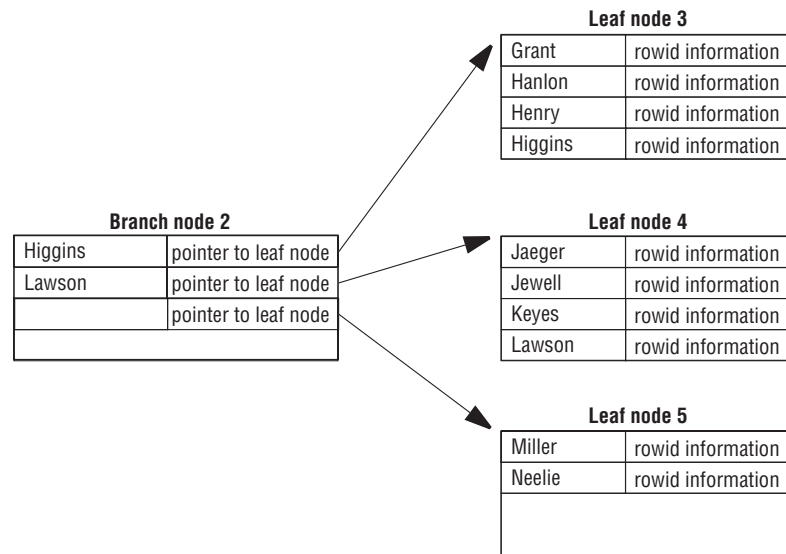 Leaf node 3
Grant rowid information
Hanlon rowid information
Henry rowid information
Higgins rowid information
Branch node 2
Higgins pointer to leaf node
Lawson pointer to leaf node
pointer to leaf node
Leaf node 4
Jaeger rowid information
Jewell rowid information
Keyes rowid information
Lawson rowid information
Leaf node 5
Miller rowid information
Neelie rowid information